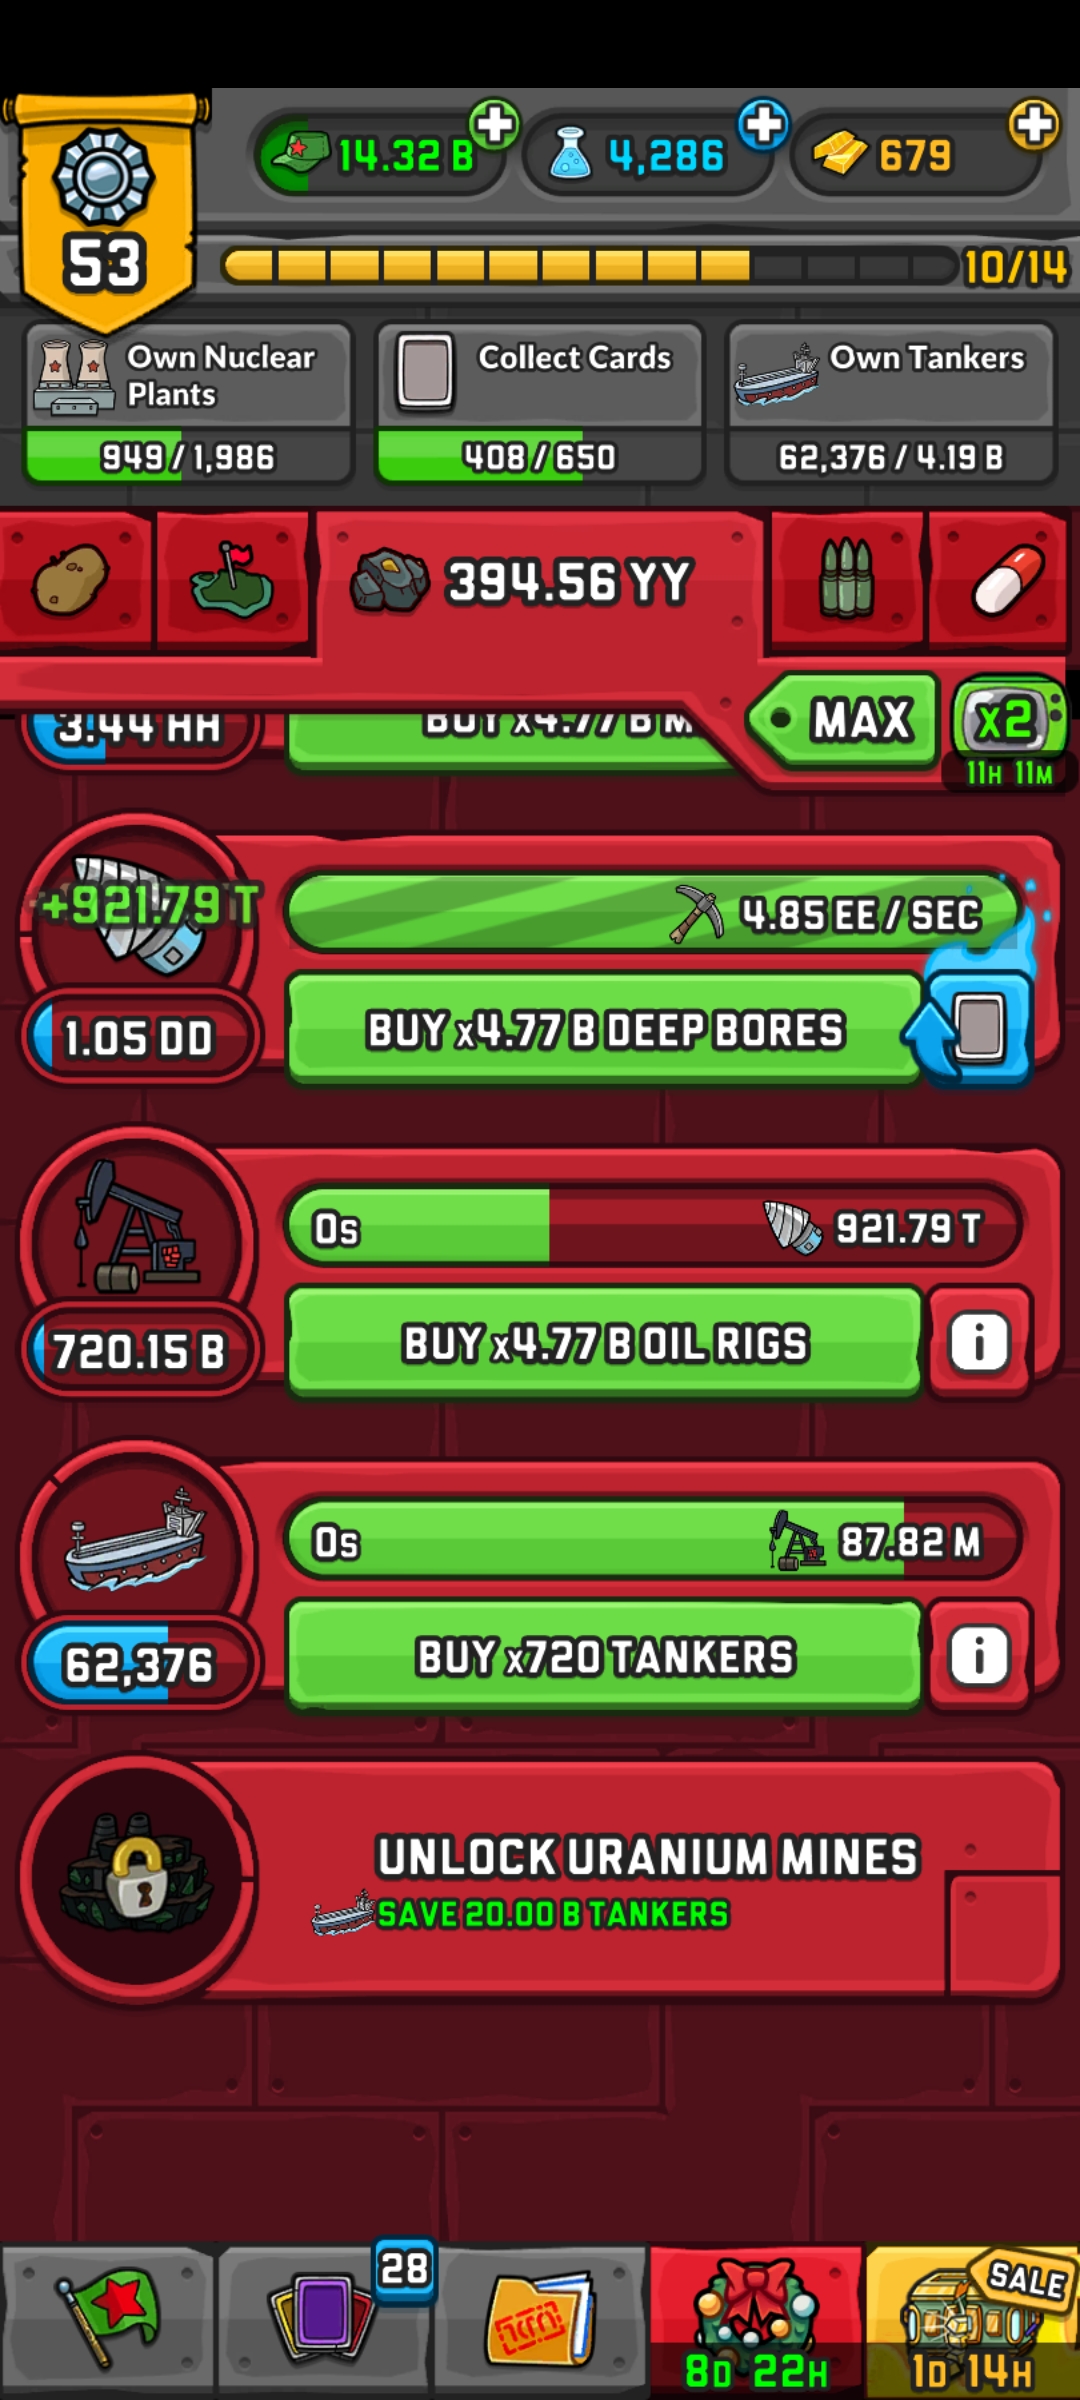 14.32 B
4,286
679
53
10/14
Own Nuclear
Plants
949 / 1,986
Collect Cards
408 / 650
Own Tankers
62,376 / 4.19 B
394.56 YY
MAX
x2
11H 11M
3.44 HH
BUY x4.77 B M
+921.79 T
4.85 EE / SEC
1.05 DD
BUY x4.77 B DEEP BORES
0s
921.79 T
720.15 B
BUY x4.77 B OIL RIGS
i
0s
87.82 M
62,376
BUY x720 TANKERS
i
UNLOCK URANIUM MINES
SAVE 20.00 B TANKERS
28
8D 22H
SALE
1D 14H